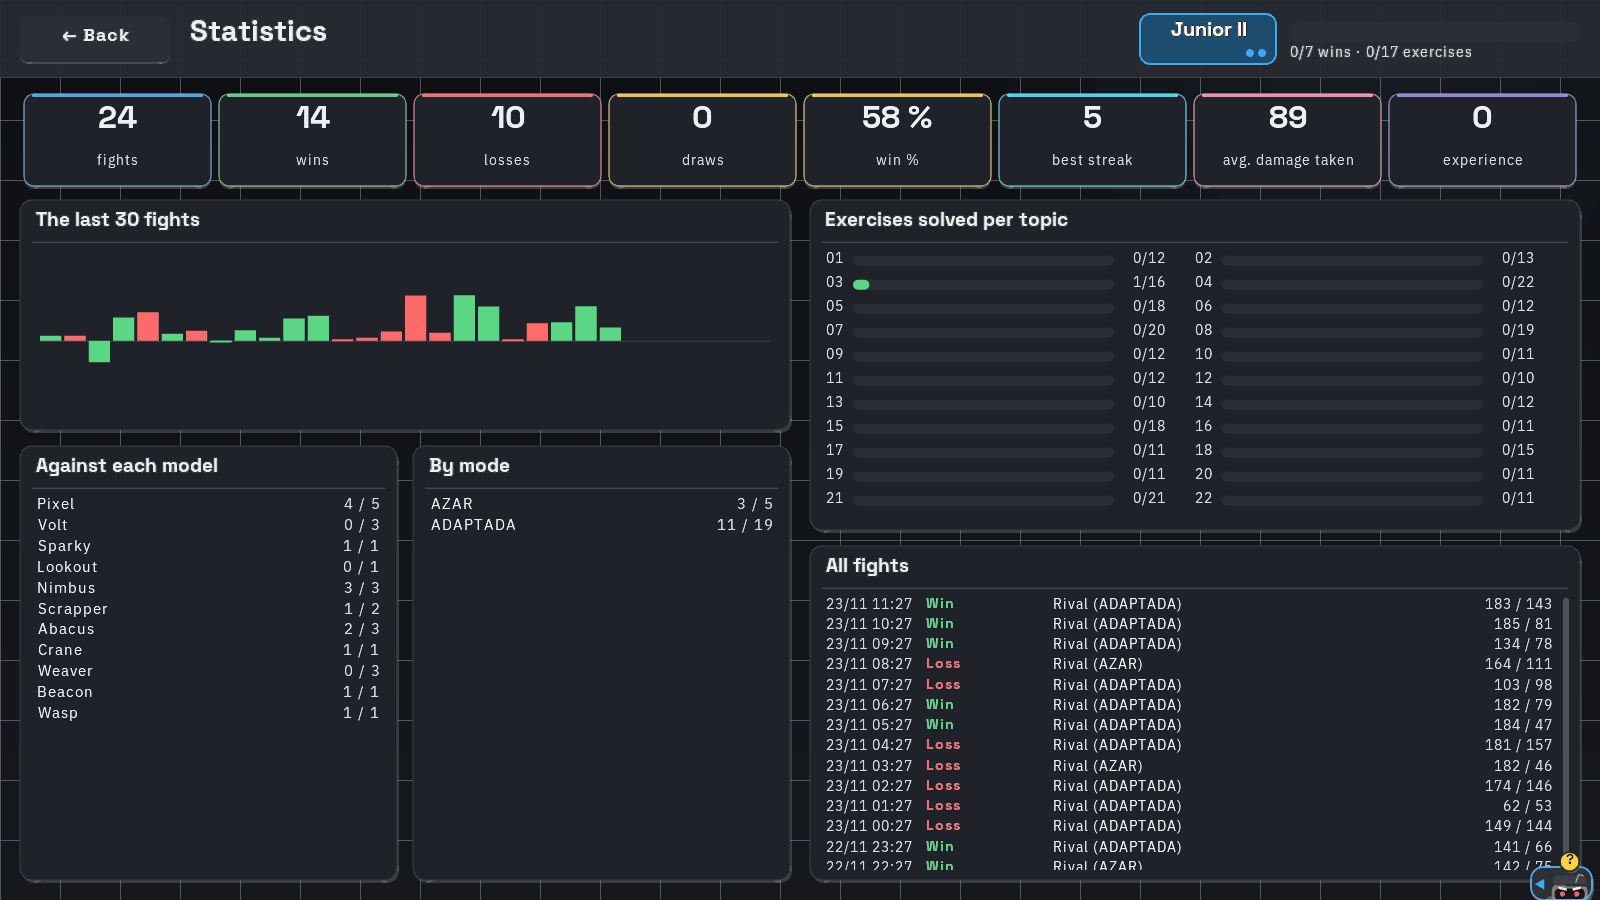 ← Back
Statistics
Junior II
0/7 wins · 0/17 exercises
24
fights
14
wins
10
losses
0
draws
58 %
win %
5
best streak
89
avg. damage taken
0
experience
The last 30 fights
Exercises solved per topic
01 0/12 02 0/13
03 1/16 04 0/22
05 0/18 06 0/12
07 0/20 08 0/19
09 0/12 10 0/11
11 0/12 12 0/10
13 0/10 14 0/12
15 0/18 16 0/11
17 0/11 18 0/15
19 0/11 20 0/11
21 0/21 22 0/11
Against each model
Pixel 4 / 5
Volt 0 / 3
Sparky 1 / 1
Lookout 0 / 1
Nimbus 3 / 3
Scrapper 1 / 2
Abacus 2 / 3
Crane 1 / 1
Weaver 0 / 3
Beacon 1 / 1
Wasp 1 / 1
By mode
AZAR 3 / 5
ADAPTADA 11 / 19
All fights
23/11 11:27 Win Rival (ADAPTADA) 183 / 143
23/11 10:27 Win Rival (ADAPTADA) 185 / 81
23/11 09:27 Win Rival (ADAPTADA) 134 / 78
23/11 08:27 Loss Rival (AZAR) 164 / 111
23/11 07:27 Loss Rival (ADAPTADA) 103 / 98
23/11 06:27 Win Rival (ADAPTADA) 182 / 79
23/11 05:27 Win Rival (ADAPTADA) 184 / 47
23/11 04:27 Loss Rival (ADAPTADA) 181 / 157
23/11 03:27 Loss Rival (AZAR) 182 / 46
23/11 02:27 Loss Rival (ADAPTADA) 174 / 146
23/11 01:27 Loss Rival (ADAPTADA) 62 / 53
23/11 00:27 Loss Rival (ADAPTADA) 149 / 144
22/11 23:27 Win Rival (ADAPTADA) 141 / 66
22/11 22:27 Win Rival (AZAR) 142 / 75
?